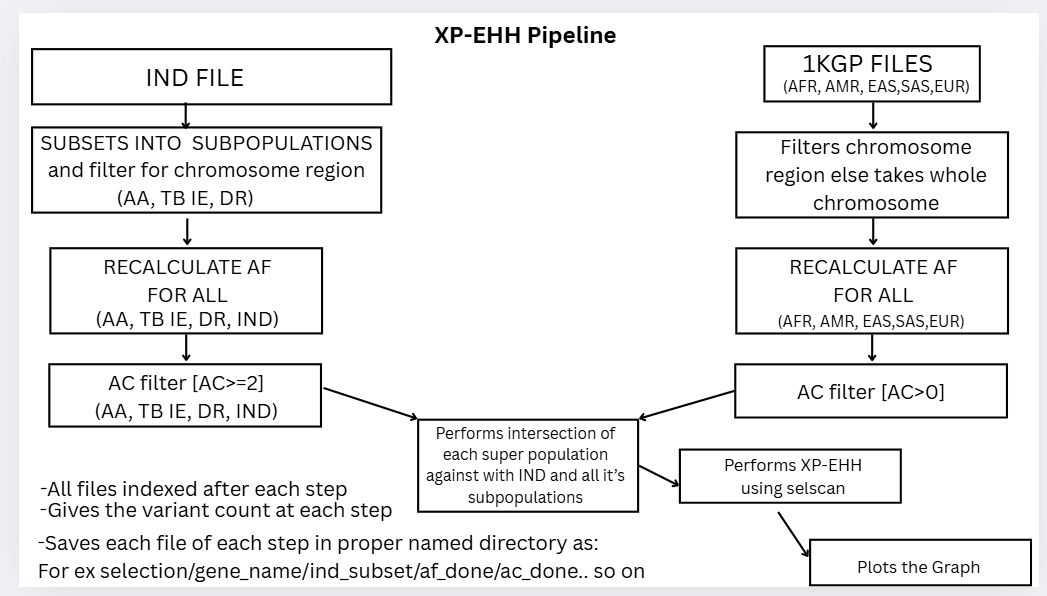 XP-EHH Pipeline
IND FILE
SUBSETS INTO SUBPOPULATIONS
and filter for chromosome region
(AA, TB IE, DR)
RECALCULATE AF
FOR ALL
(AA, TB IE, DR, IND)
AC filter [AC>=2]
(AA, TB IE, DR, IND)
1KGP FILES
(AFR, AMR, EAS,SAS,EUR)
Filters chromosome
region else takes whole
chromosome
RECALCULATE AF
FOR ALL
(AFR, AMR, EAS,SAS,EUR)
AC filter [AC>0]
Performs intersection of
each super population
against with IND and all it’s
subpopulations
Performs XP-EHH
using selscan
Plots the Graph
-All files indexed after each step
-Gives the variant count at each step
-Saves each file of each step in proper named directory as:
For ex selection/gene_name/ind_subset/af_done/ac_done.. so on